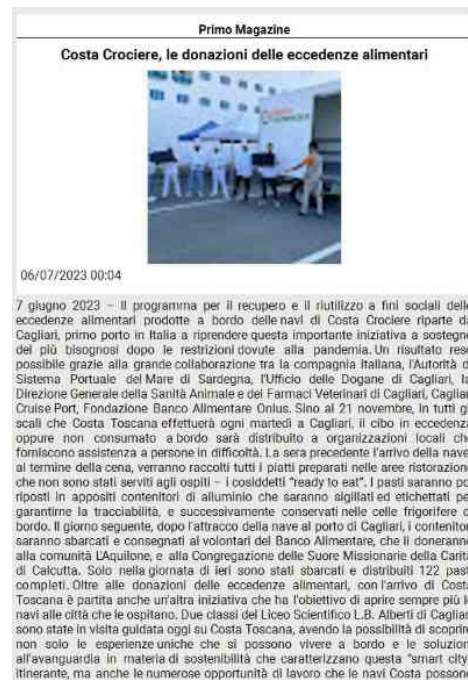 Primo Magazine
Costa Crociere, le donazioni delle eccedenze alimentari
06/07/2023 00:04
7 giugno 2023 – Il programma per il recupero e il riutilizzo a fini sociali delle
eccedenze alimentari prodotte a bordo delle navi di Costa Crociere riparte da
Cagliari, primo porto in Italia a riprendere questa importante iniziativa a sostegno
dei più bisognosi dopo le restrizioni dovute alla pandemia. Un risultato reso
possibile grazie alla grande collaborazione tra la compagnia italiana, l'Autorità d
Sistema Portuale del Mare di Sardegna, l'Ufficio delle Dogane di Cagliari, la
Direzione Generale della Sanità Animale e dei Farmaci Veterinari di Cagliari, Cagliari
Cruise Port, Fondazione Banco Alimentare Onlus. Sino al 21 novembre, in tutti gl
scali che Costa Toscana effettuerà ogni martedì a Cagliari, il cibo in eccedenza
oppure non consumato a bordo sarà distribuito a organizzazioni locali che
forniscono assistenza a persone in difficoltà. La sera precedente l'arrivo della nave,
al termine della cena, verranno raccolti tutti i piatti preparati nelle aree ristorazione
che non sono stati serviti agli ospiti – i cosiddetti "ready to eat". I pasti saranno po
riposti in appositi contenitori di alluminio che saranno sigillati ed etichettati per
garantirne la tracciabilità, e successivamente conservati nelle celle frigorifere d
bordo. Il giorno seguente, dopo l'attracco della nave al porto di Cagliari, i contenitor
saranno sbarcati e consegnati ai volontari del Banco Alimentare, che li doneranno
alla comunità L'Aquilone, e alla Congregazione delle Suore Missionarie della Carità
di Calcutta. Solo nella giornata di ieri sono stati sbarcati e distribuiti 122 past
completi. Oltre alle donazioni delle eccedenze alimentari, con l'arrivo di Costa
Toscana è partita anche un'altra iniziativa che ha l'obiettivo di aprire sempre più le
navi alle città che le ospitano. Due classi del Liceo Scientifico L.B. Alberti di Cagliari
sono state in visita guidata oggi su Costa Toscana, avendo la possibilità di scoprire
non solo le esperienze uniche che si possono vivere a bordo e le soluzion
all'avanguardia in materia di sostenibilità che caratterizzano questa "smart city"
itinerante, ma anche le numerose opportunità di lavoro che le navi Costa possono